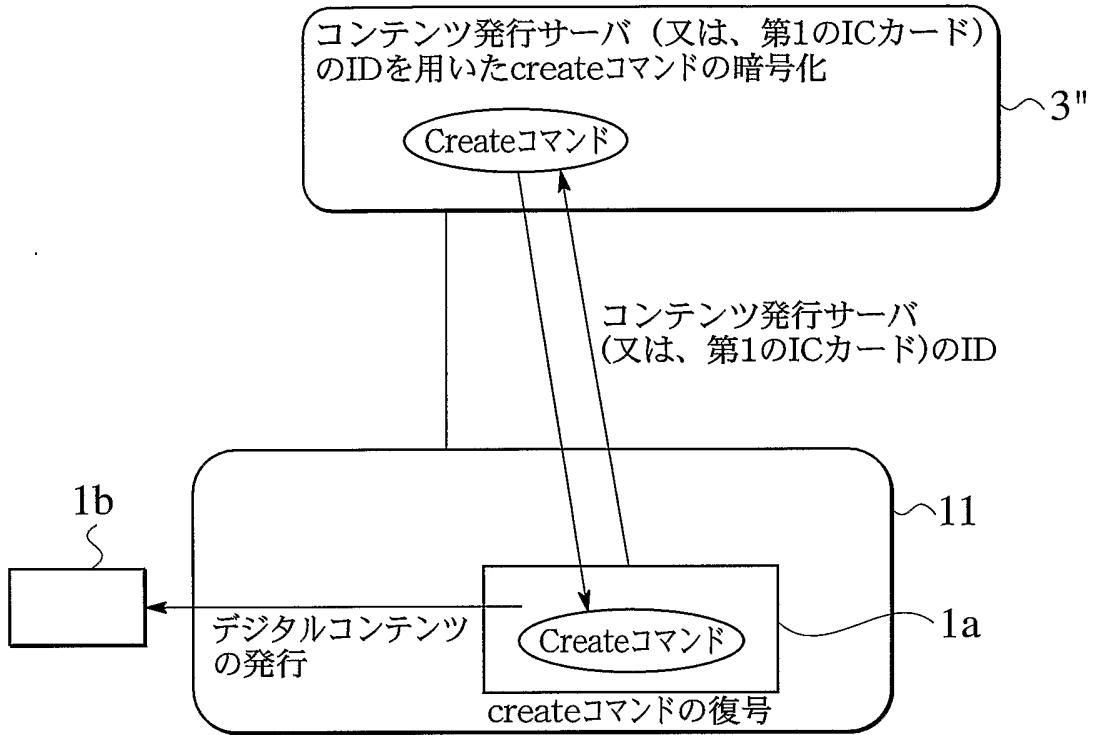 コンテンツ発行サーバ（又は、第1のICカード）
のIDを用いたcreateコマンドの暗号化
3"
Createコマンド
コンテンツ発行サーバ
(又は、第1のICカード)のID
1b
11
デジタルコンテンツ
の発行
Createコマンド
1a
createコマンドの復号